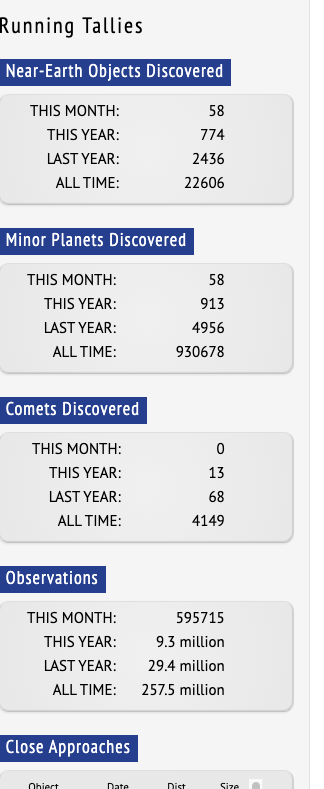 Running Tallies
Near-Earth Objects Discovered
THIS MONTH: 58
THIS YEAR: 774
LAST YEAR: 2436
ALL TIME: 22606
Minor Planets Discovered
THIS MONTH: 58
THIS YEAR: 913
LAST YEAR: 4956
ALL TIME: 930678
Comets Discovered
THIS MONTH: 0
THIS YEAR: 13
LAST YEAR: 68
ALL TIME: 4149
Observations
THIS MONTH: 595715
THIS YEAR: 9.3 million
LAST YEAR: 29.4 million
ALL TIME: 257.5 million
Close Approaches
Object Date Dist. Size